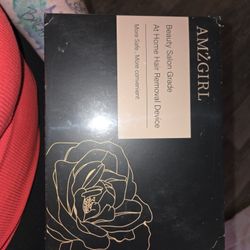 AMZGIRL
Beauty Salon Grade
At Home Hair Removal Device
More Safe, More convenient